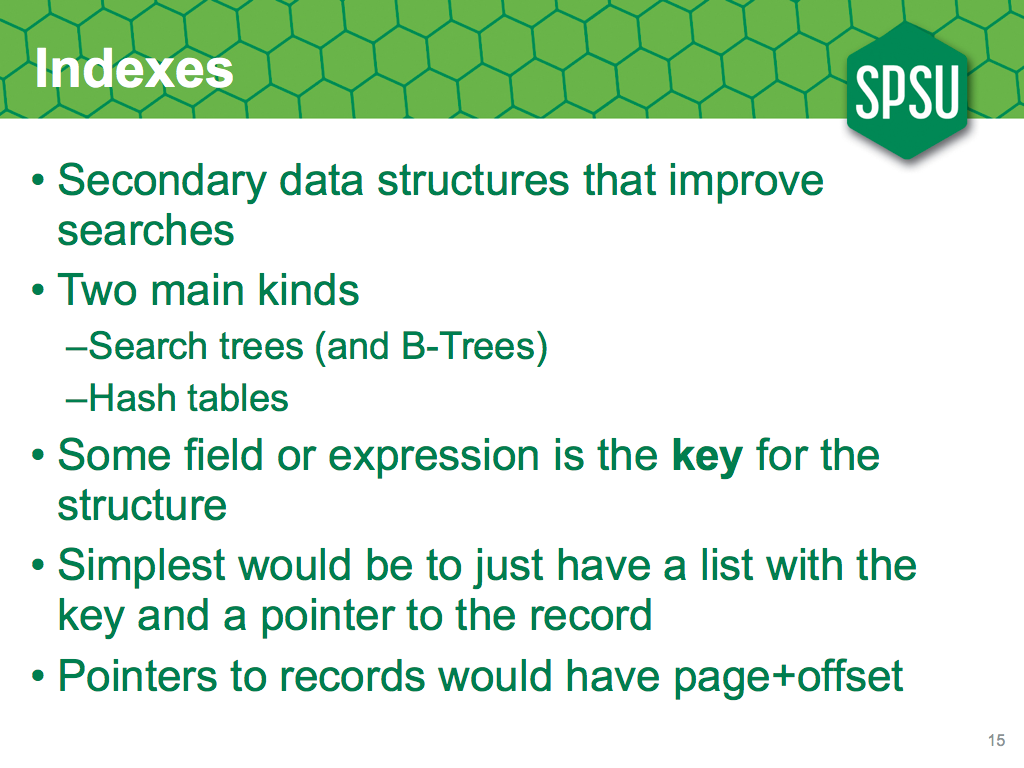 Indexes
SPSU
• Secondary data structures that improve
searches
• Two main kinds
–Search trees (and B-Trees)
–Hash tables
• Some field or expression is the key for the
structure
• Simplest would be to just have a list with the
key and a pointer to the record
• Pointers to records would have page+offset
15